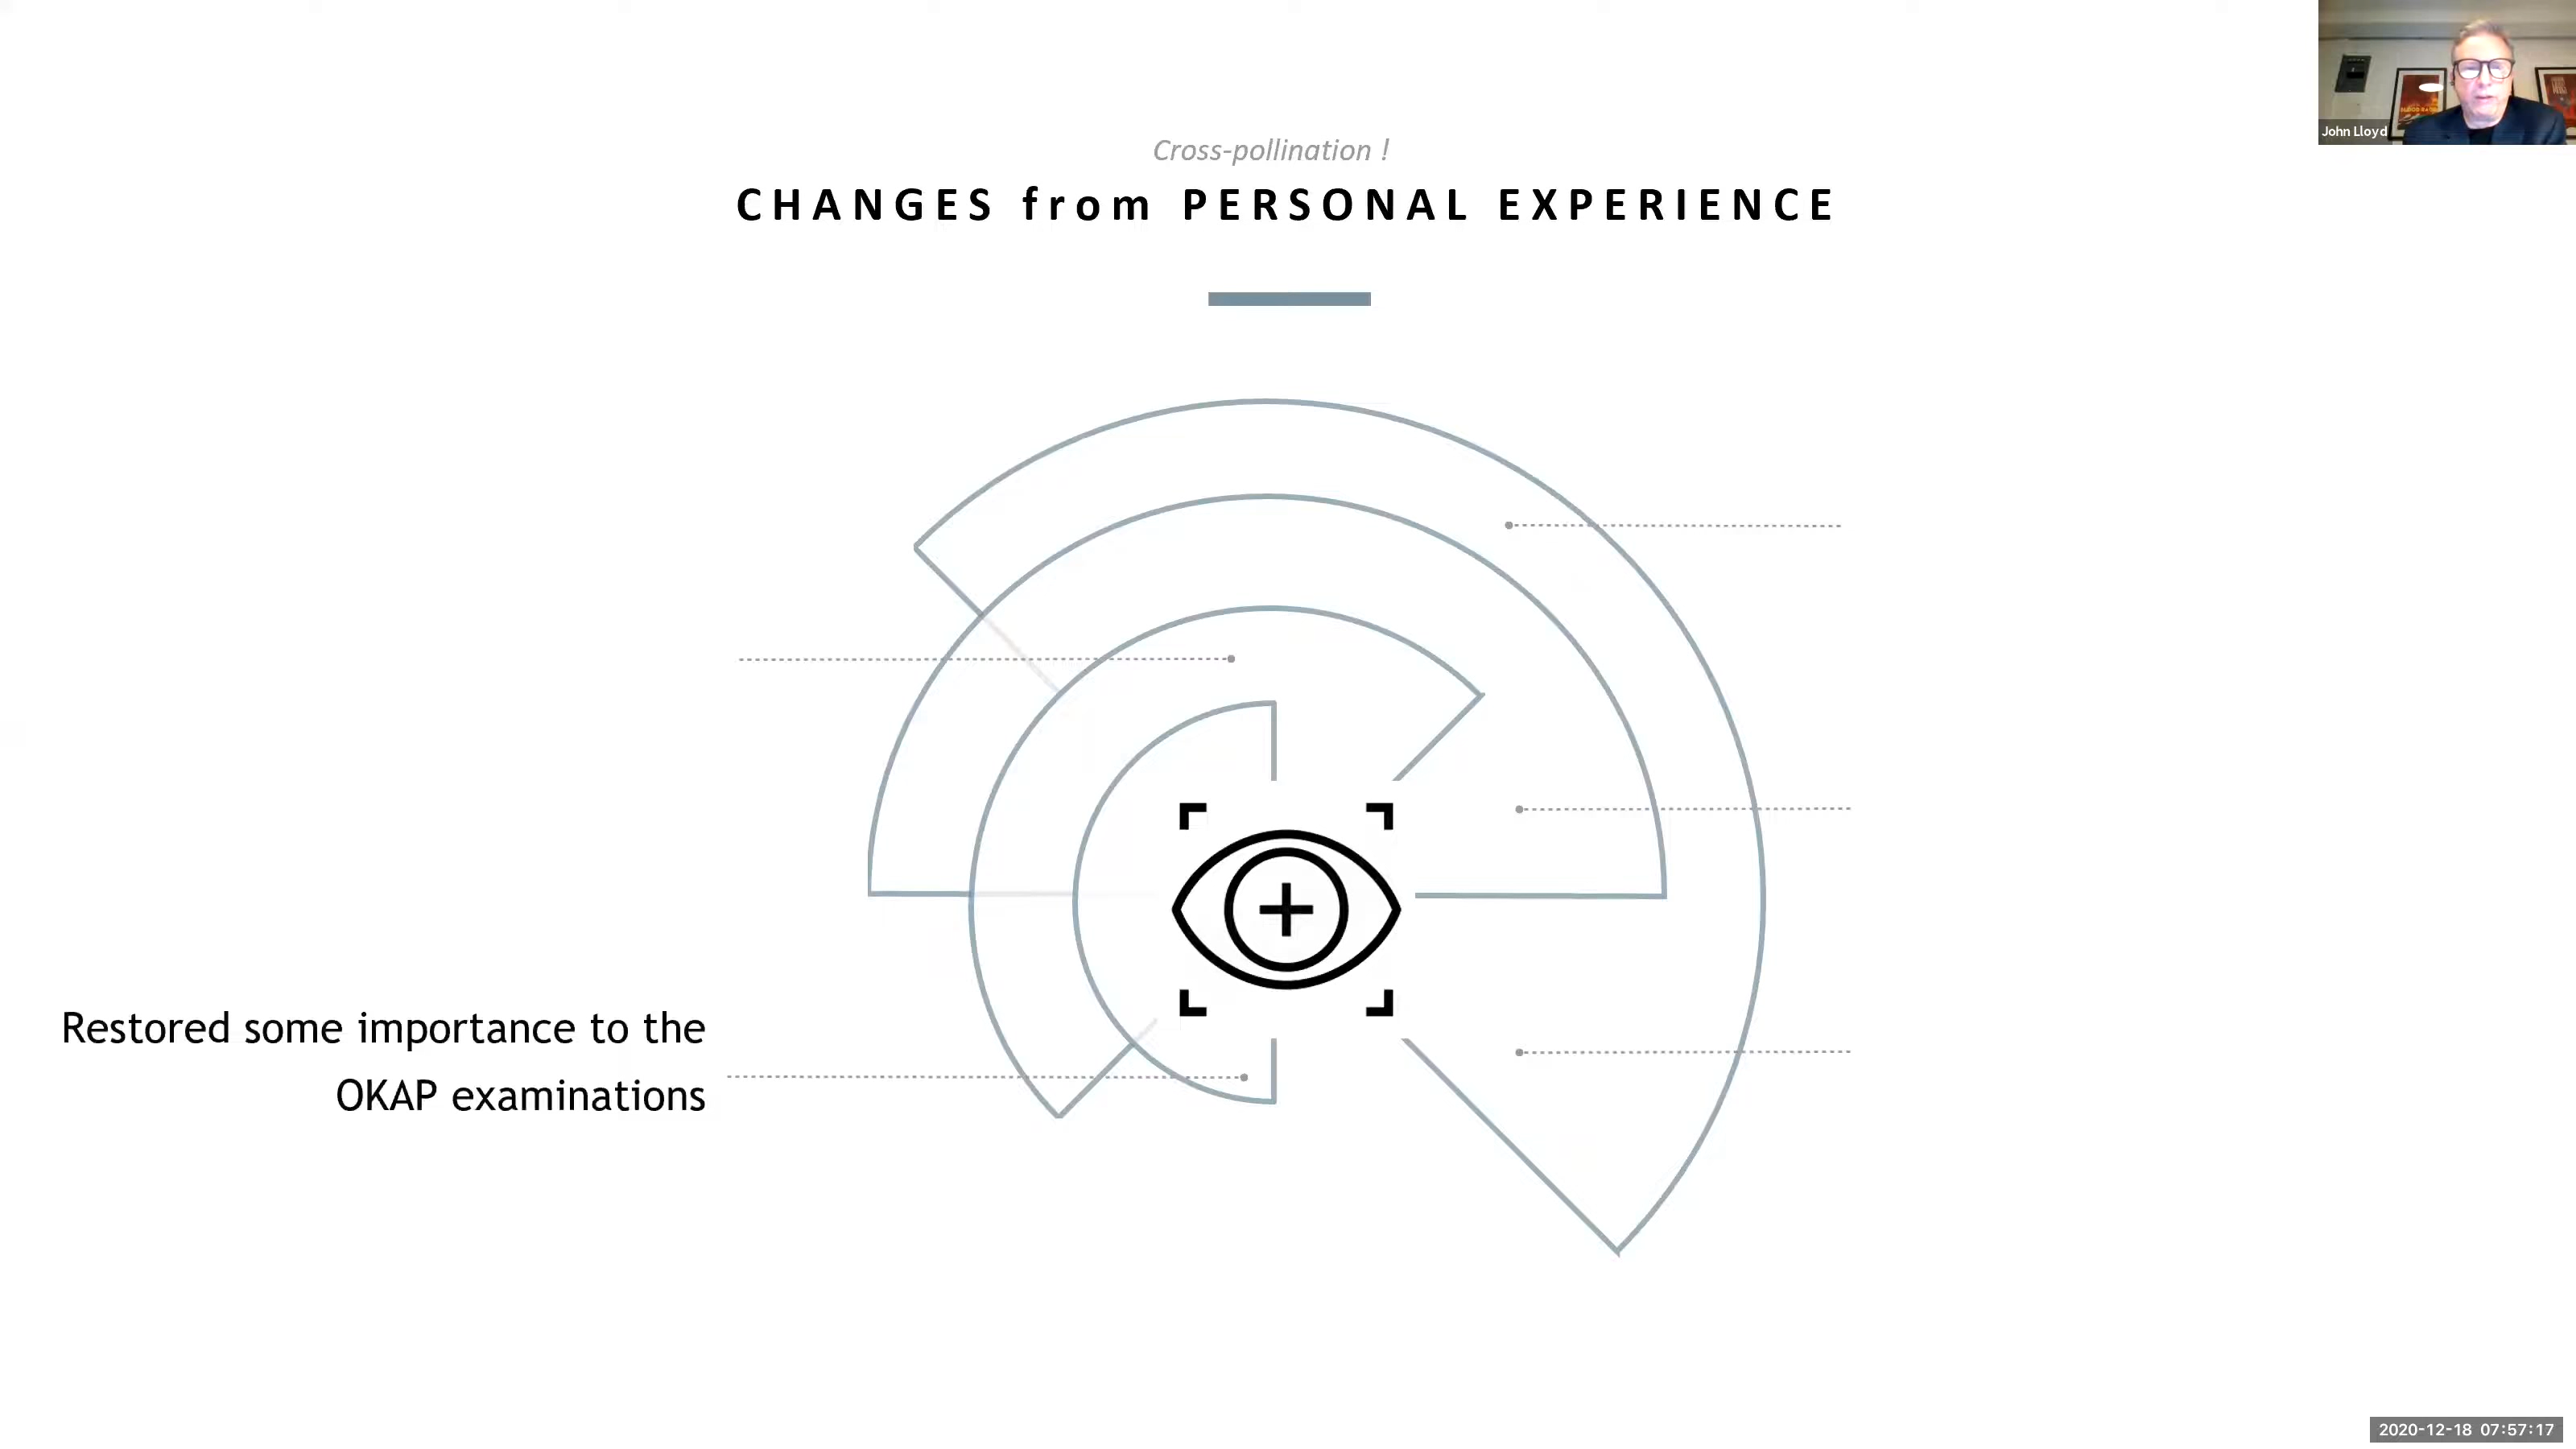 Cross-pollination !
CHANGES from PERSONAL EXPERIENCE
John Lloyd
Restored some importance to the
OKAP examinations
2020-12-18 07:57:17